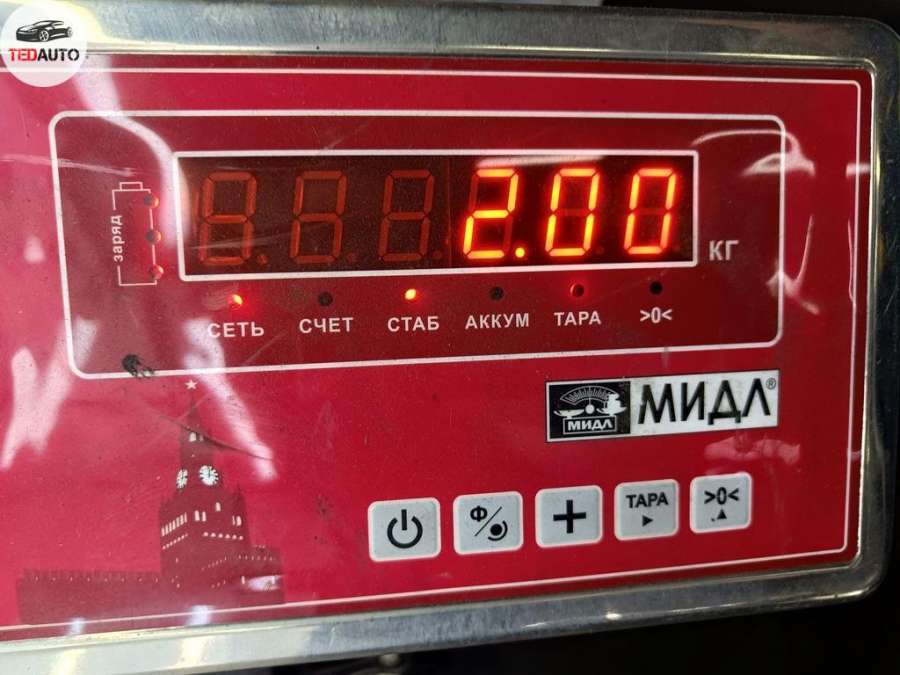 TEDAUTO
2.00
КГ
заряд
СЕТЬ СЧЕТ СТАБ АККУМ ТАРА >0<
МИДЛ МИДЛ®
Ф
ТАРА >0<